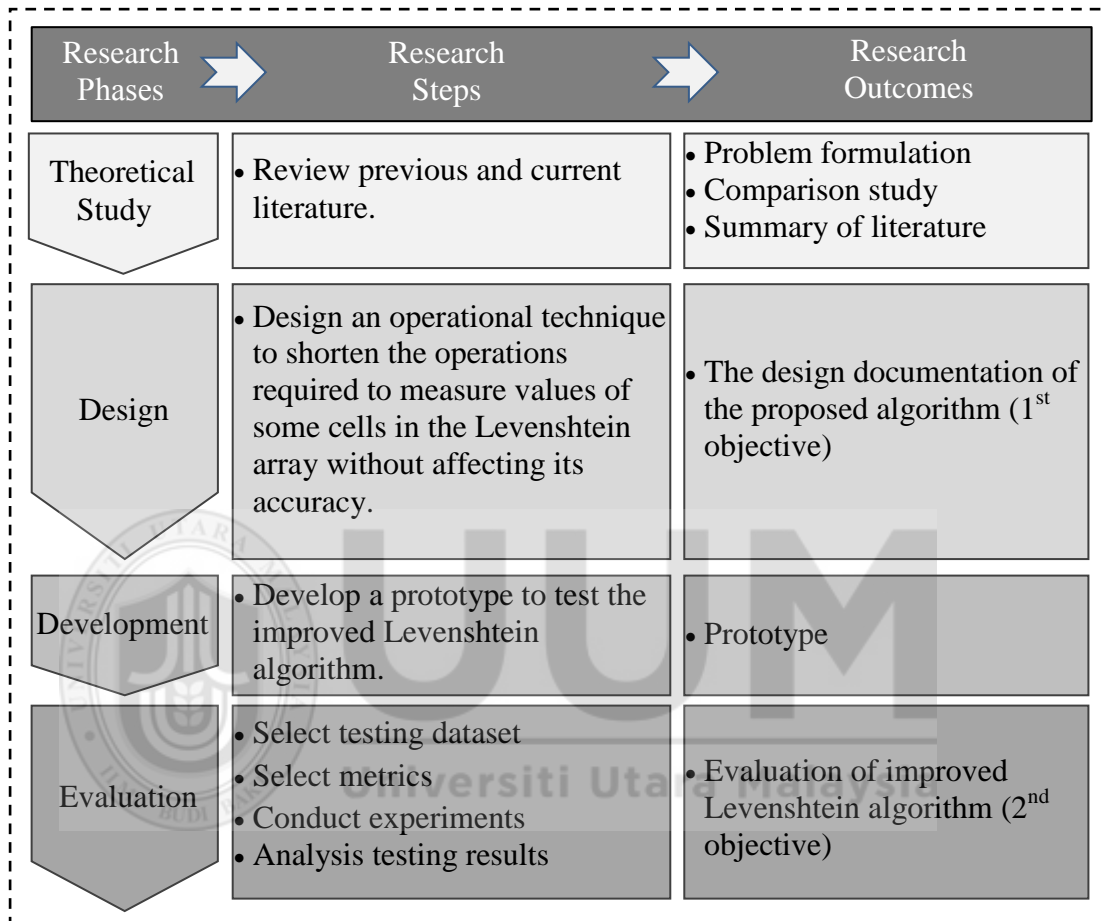 Research
Phases
Research
Steps
Research
Outcomes
Theoretical
Study
• Review previous and current
literature.
• Problem formulation
• Comparison study
• Summary of literature
Design
• Design an operational technique
to shorten the operations
required to measure values of
some cells in the Levenshtein
array without affecting its
accuracy.
• The design documentation of
the proposed algorithm (1st
objective)
Development
• Develop a prototype to test the
improved Levenshtein
algorithm.
• Prototype
Evaluation
• Select testing dataset
• Select metrics
• Conduct experiments
• Analysis testing results
• Evaluation of improved
Levenshtein algorithm (2nd
objective)
UUM
Universiti Utara Malaysia
UNIVERSITI UTARA MALAYSIA
BUDI